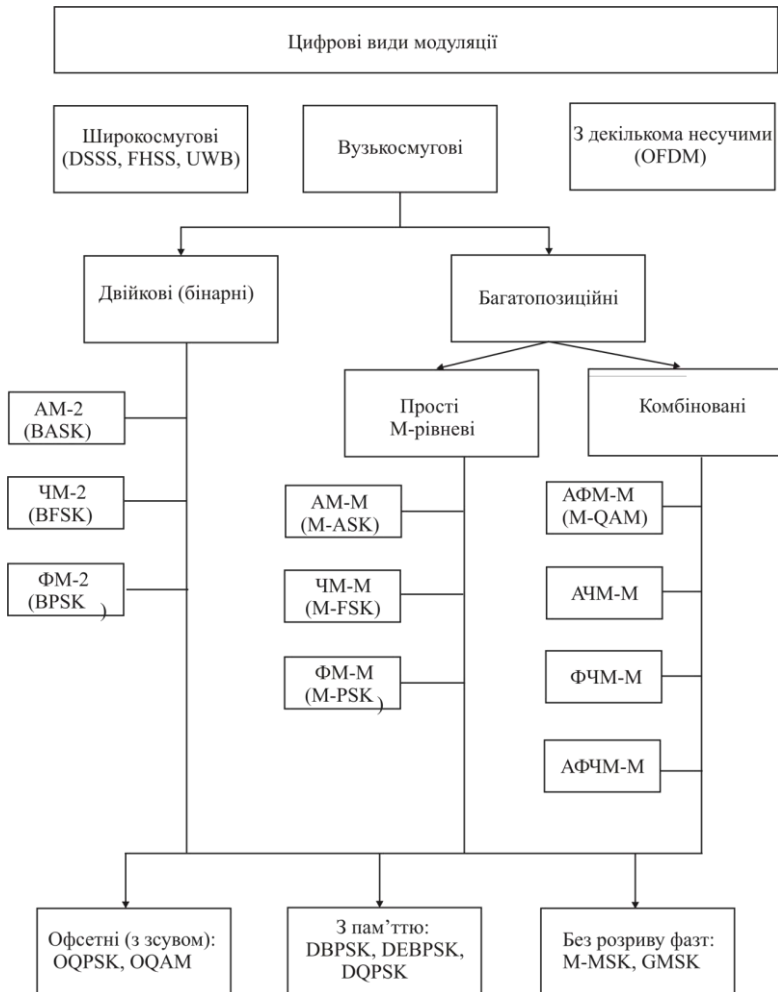 Цифрові види модуляції
Широкосмугові
(DSSS, FHSS, UWB)
Вузькосмугові
З декількома несучими
(OFDM)
Двійкові (бінарні)
Багатопозиційні
Прості
М-рівневі
Комбіновані
АМ-2
(BASK)
ЧМ-2
(BFSK)
ФМ-2
(BPSK )
АМ-М
(M-ASK)
ЧМ-М
(M-FSK)
ФМ-М
(M-PSK )
АФМ-М
(M-QAM)
АЧМ-М
ФЧМ-М
АФЧМ-М
Офсетні (з зсувом):
OQPSK, OQAM
З пам’ттю:
DBPSK, DEBPSK,
DQPSK
Без розриву фазт:
M-MSK, GMSK